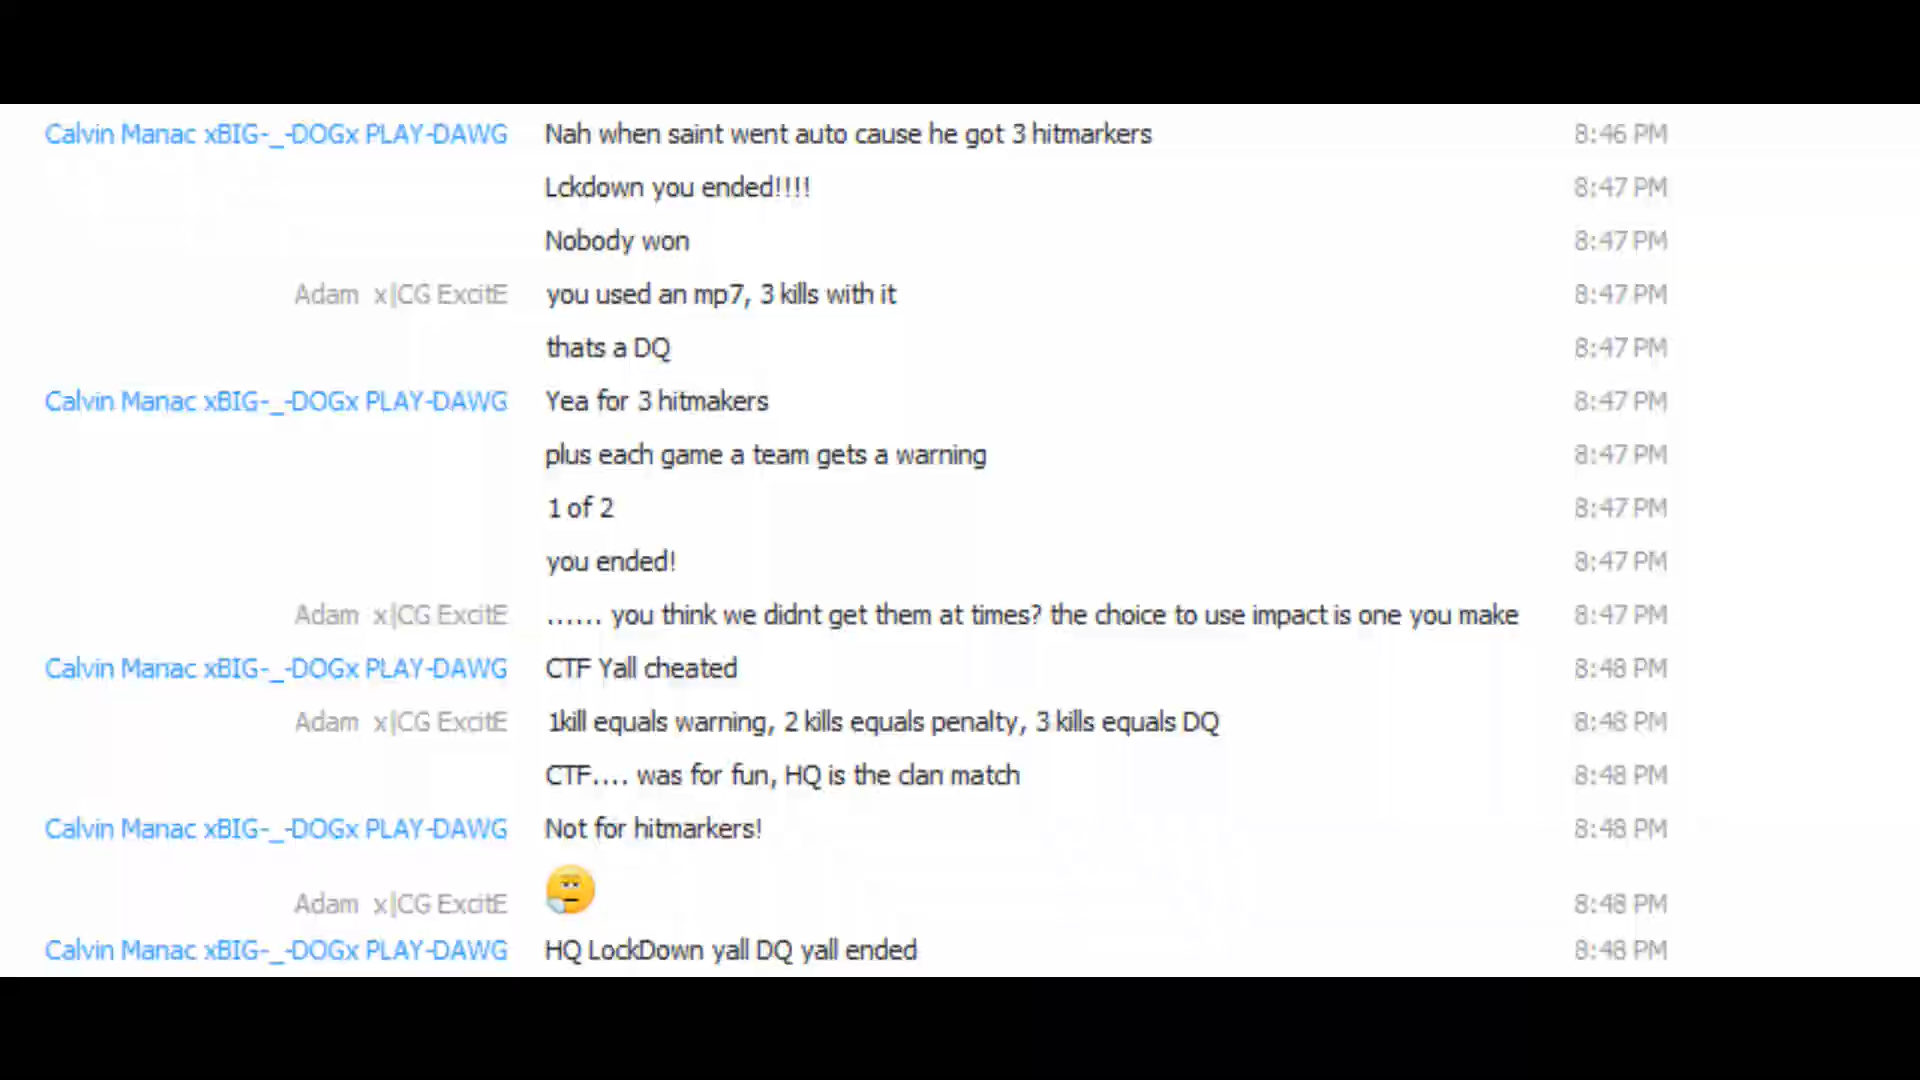 Calvin Manac xBIG-_-DOGx PLAY-DAWG Nah when saint went auto cause he got 3 hitmarkers 8:46 PM
Lckdown you ended!!!! 8:47 PM
Nobody won 8:47 PM
Adam x|CG ExcitE you used an mp7, 3 kills with it 8:47 PM
thats a DQ 8:47 PM
Calvin Manac xBIG-_-DOGx PLAY-DAWG Yea for 3 hitmakers 8:47 PM
plus each game a team gets a warning 8:47 PM
1 of 2 8:47 PM
you ended! 8:47 PM
Adam x|CG ExcitE ...... you think we didnt get them at times? the choice to use impact is one you make 8:47 PM
Calvin Manac xBIG-_-DOGx PLAY-DAWG CTF Yall cheated 8:48 PM
Adam x|CG ExcitE 1kill equals warning, 2 kills equals penalty, 3 kills equals DQ 8:48 PM
CTF.... was for fun, HQ is the clan match 8:48 PM
Calvin Manac xBIG-_-DOGx PLAY-DAWG Not for hitmarkers! 8:48 PM
Adam x|CG ExcitE 8:48 PM
Calvin Manac xBIG-_-DOGx PLAY-DAWG HQ LockDown yall DQ yall ended 8:48 PM